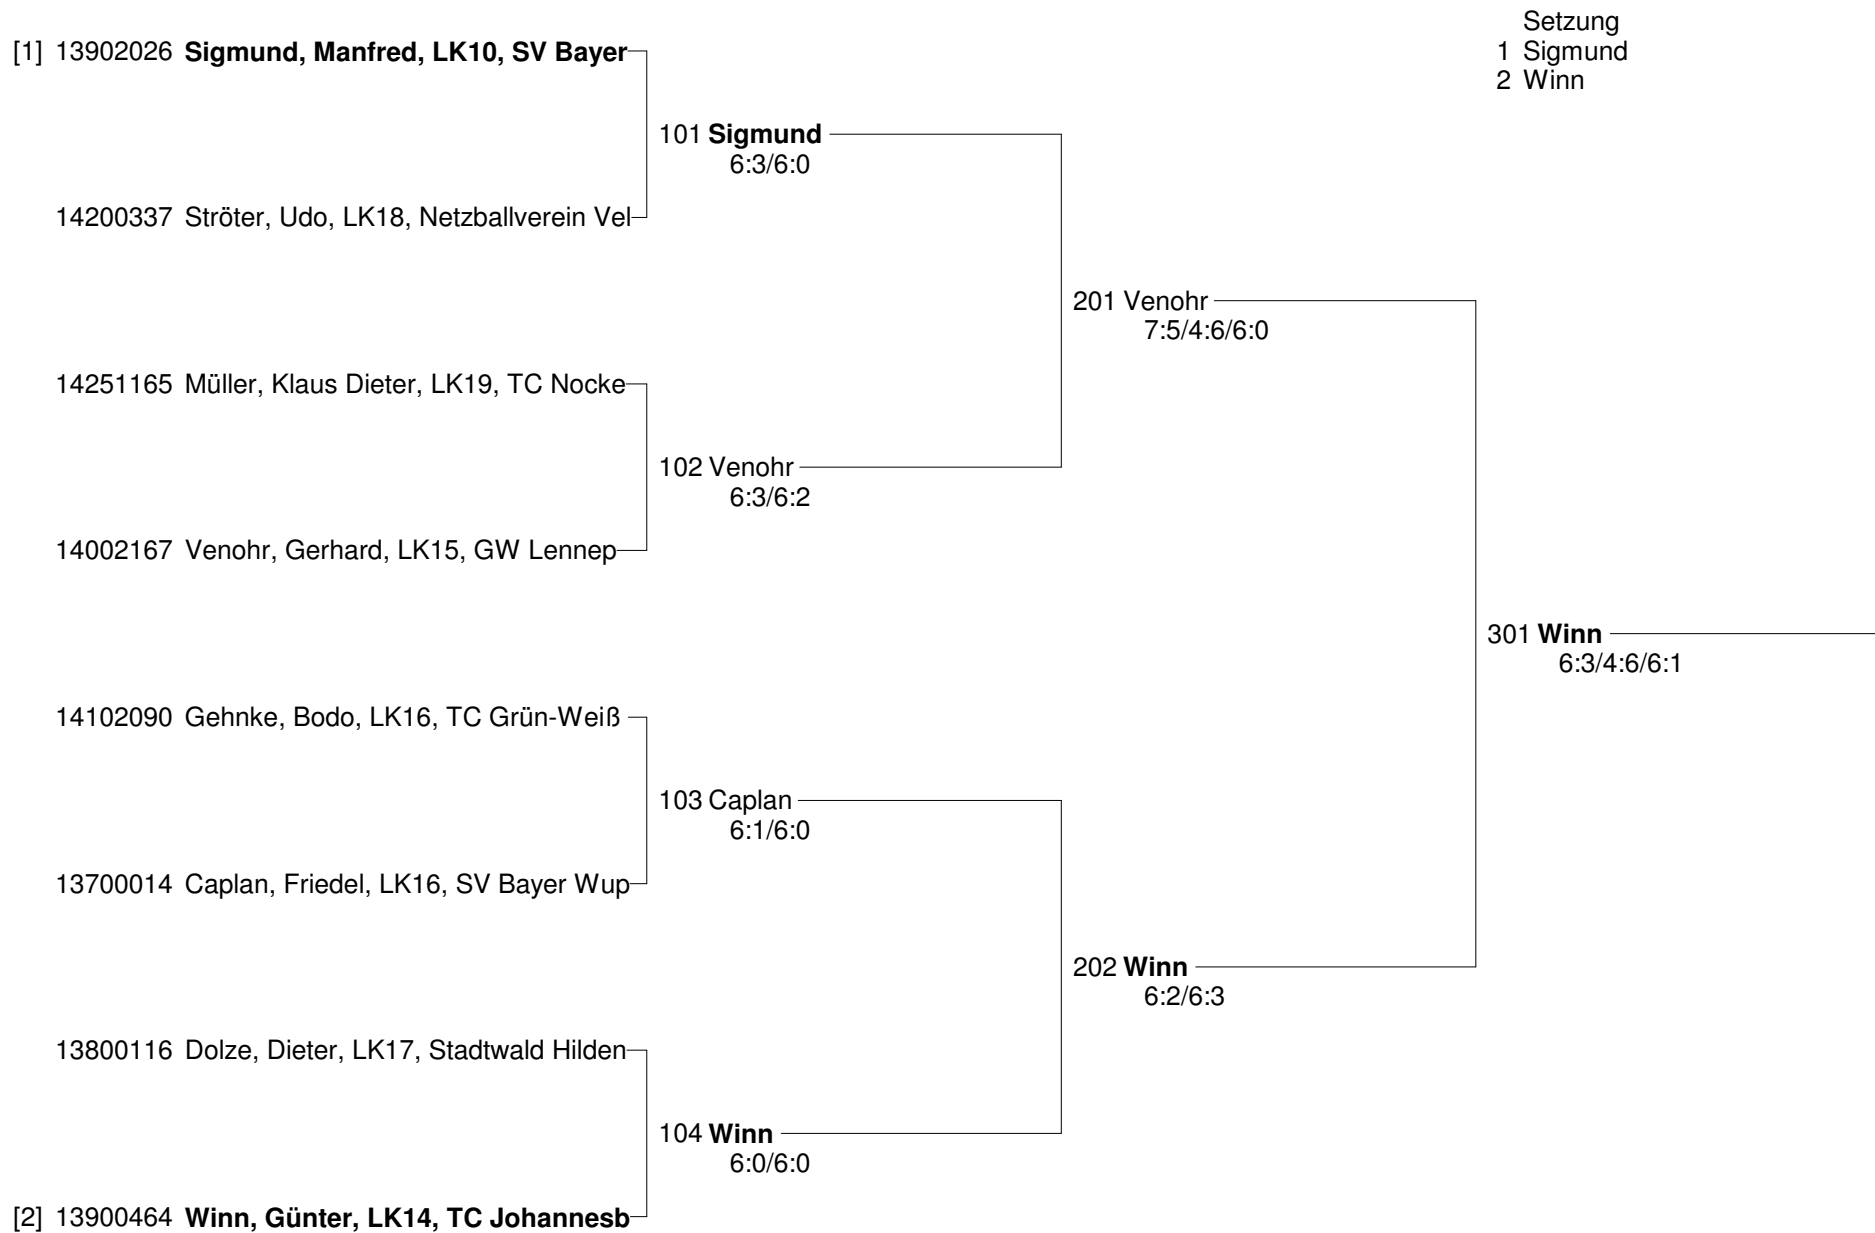 Setzung
1 Sigmund
2 Winn
[1] 13902026 Sigmund, Manfred, LK10, SV Bayer
101 Sigmund
6:3/6:0
14200337 Ströter, Udo, LK18, Netzballverein Vel
201 Venohr
7:5/4:6/6:0
14251165 Müller, Klaus Dieter, LK19, TC Nocke
102 Venohr
6:3/6:2
14002167 Venohr, Gerhard, LK15, GW Lennep
301 Winn
6:3/4:6/6:1
14102090 Gehnke, Bodo, LK16, TC Grün-Weiß
103 Caplan
6:1/6:0
13700014 Caplan, Friedel, LK16, SV Bayer Wup
202 Winn
6:2/6:3
13800116 Dolze, Dieter, LK17, Stadtwald Hilden
104 Winn
6:0/6:0
[2] 13900464 Winn, Günter, LK14, TC Johannesb